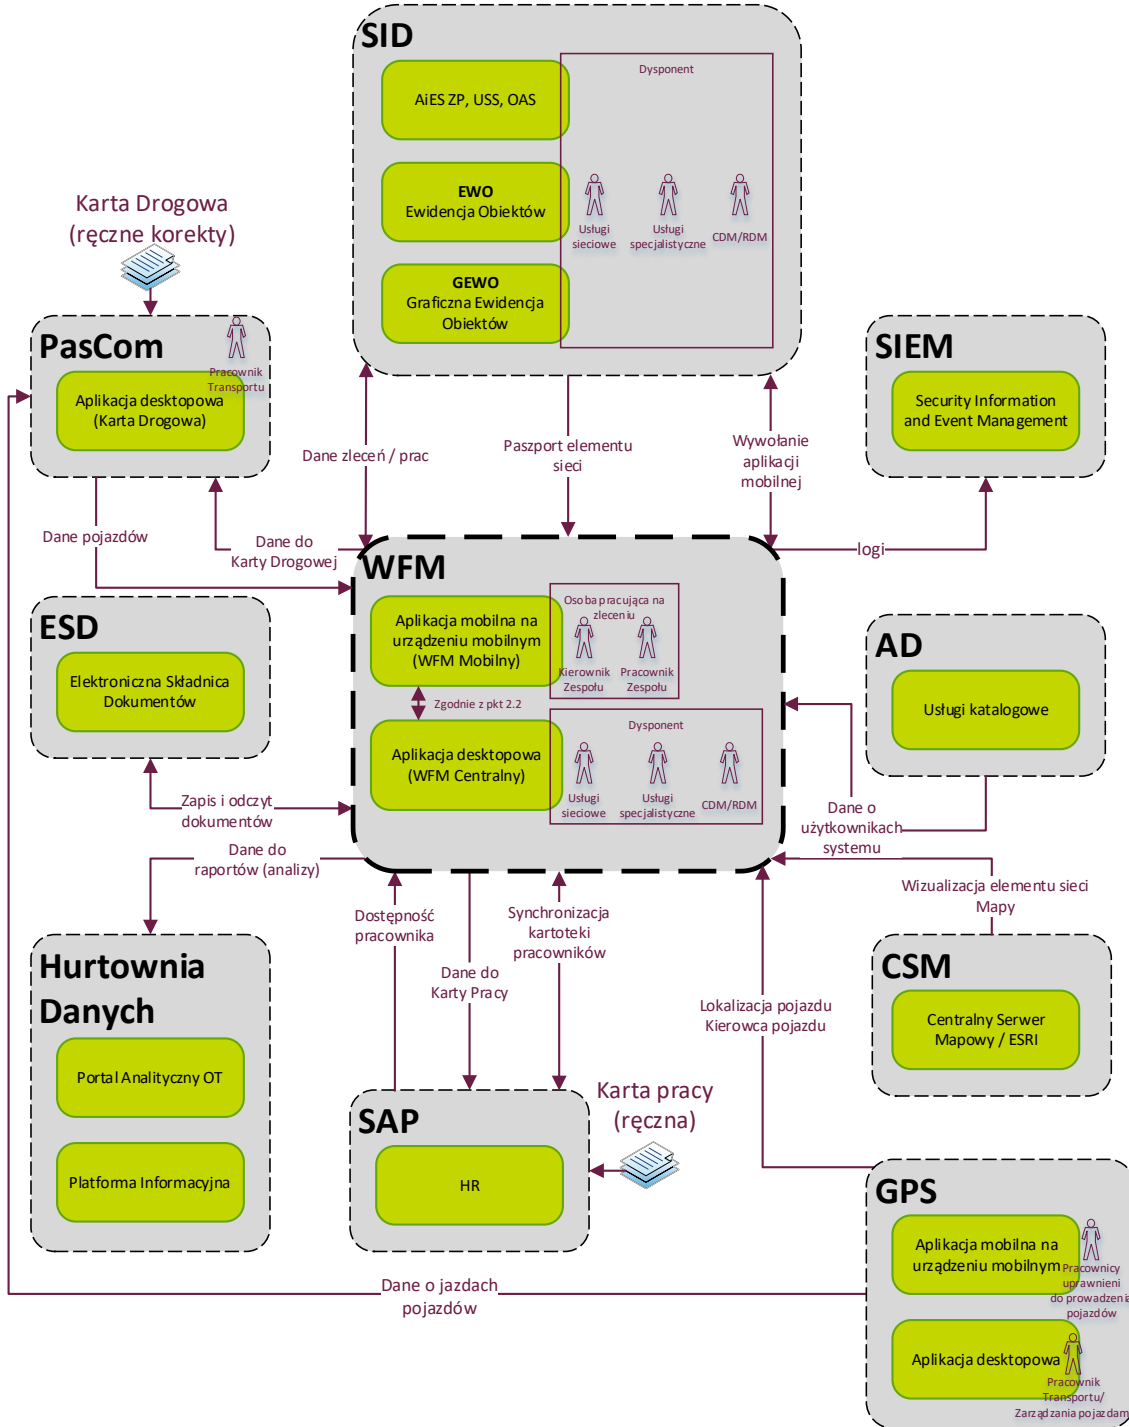 SID
Dysponent
AiES ZP, USS, OAS
EWO
Ewidencja Obiektów
Usługi
sieciowe
Usługi
specjalistyczne
CDM/RDM
GEWO
Graficzna Ewidencja
Obiektów
Karta Drogowa
(ręczne korekty)
PasCom
Pracownik
Transportu
Aplikacja desktopowa
(Karta Drogowa)
SIEM
Security Information
and Event Management
Dane zleceń / prac
Paszport elementu
sieci
Wywołanie
aplikacji
mobilnej
Dane pojazdów
Dane do
Karty Drogowej
logi
WFM
Aplikacja mobilna na
urządzeniu mobilnym
(WFM Mobilny)
Osoba pracująca na
zleceniu
Kierownik
Zespołu
Pracownik
Zespołu
Zgodnie z pkt 2.2
Aplikacja desktopowa
(WFM Centralny)
Dysponent
Usługi
sieciowe
Usługi
specjalistyczne
CDM/RDM
ESD
Elektroniczna Składnica
Dokumentów
AD
Usługi katalogowe
Zapis i odczyt
dokumentów
Dane o
użytkownikach
systemu
Dane do
raportów (analizy)
Wizualizacja elementu sieci
Mapy
Dostępność
pracownika
Dane do
Karty Pracy
Synchronizacja
kartoteki
pracowników
Hurtownia
Danych
Portal Analityczny OT
Platforma Informacyjna
CSM
Centralny Serwer
Mapowy / ESRI
Lokalizacja pojazdu
Kierowca pojazdu
SAP
HR
Karta pracy
(ręczna)
GPS
Aplikacja mobilna na
urządzeniu mobilnym
Pracownicy
uprawnieni
do prowadzenia
pojazdów
Aplikacja desktopowa
Pracownik
Transportu/
Zarządzania pojazdami
Dane o jazdach
pojazdów